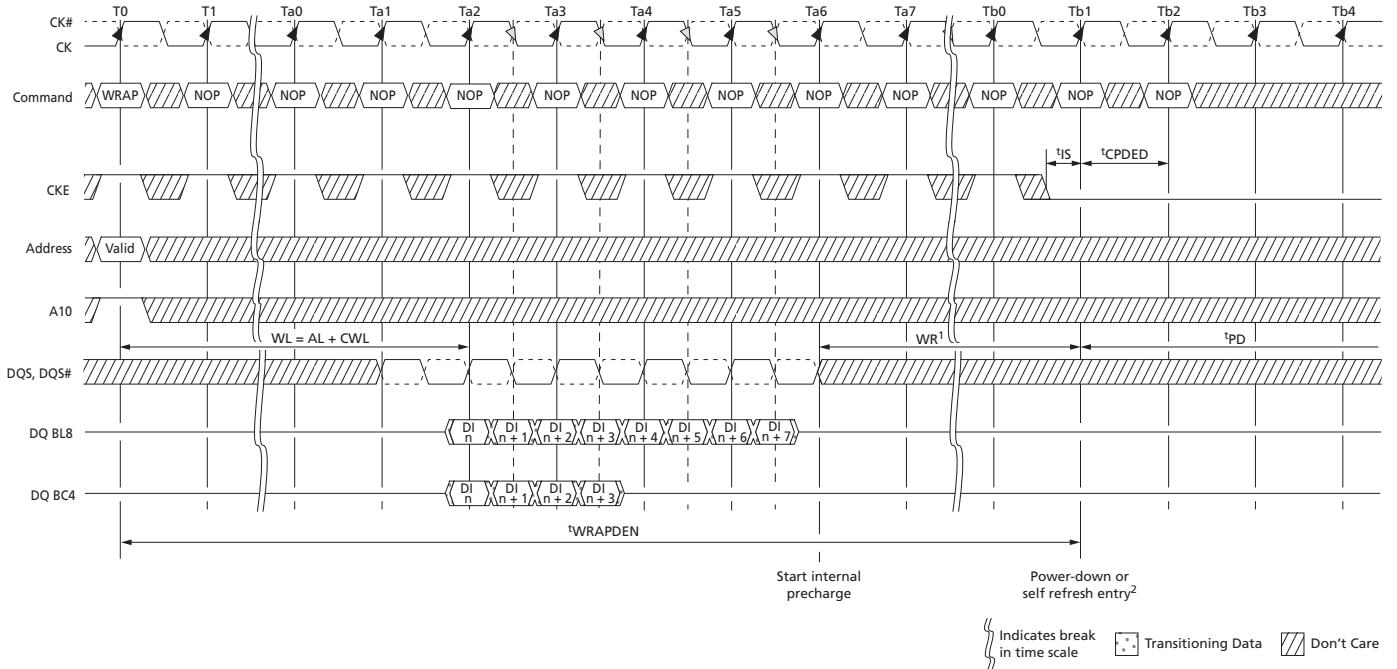 T0 T1 Ta0 Ta1 Ta2 Ta3 Ta4 Ta5 Ta6 Ta7 Tb0 Tb1 Tb2 Tb3 Tb4
CK#
CK
Command WRAP NOP NOP NOP NOP NOP NOP NOP NOP NOP NOP NOP NOP
tIS tCPDED
CKE
Address Valid
A10
WL = AL + CWL WR1 tPD
DQS, DQS#
DQ BL8 DI n DI n + 1 DI n + 2 DI n + 3 DI n + 4 DI n + 5 DI n + 6 DI n + 7
DQ BC4 DI n DI n + 1 DI n + 2 DI n + 3
tWRAPDEN
Start internal
precharge
Power-down or
self refresh entry2
Indicates break
in time scale
Transitioning Data
Don't Care